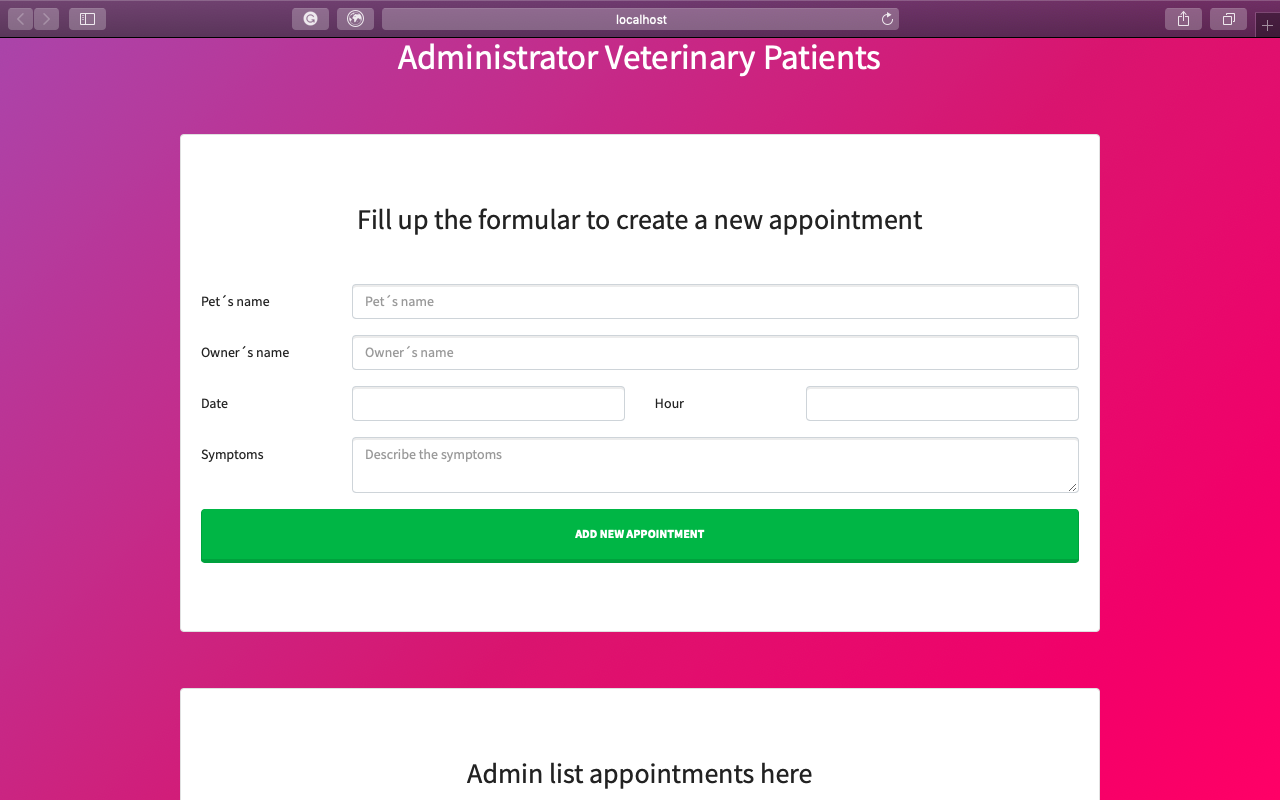 localhost
Administrator Veterinary Patients
Fill up the formular to create a new appointment
Pet´s name
Pet´s name
Owner´s name
Owner´s name
Date
Hour
Symptoms
Describe the symptoms
ADD NEW APPOINTMENT
Admin list appointments here